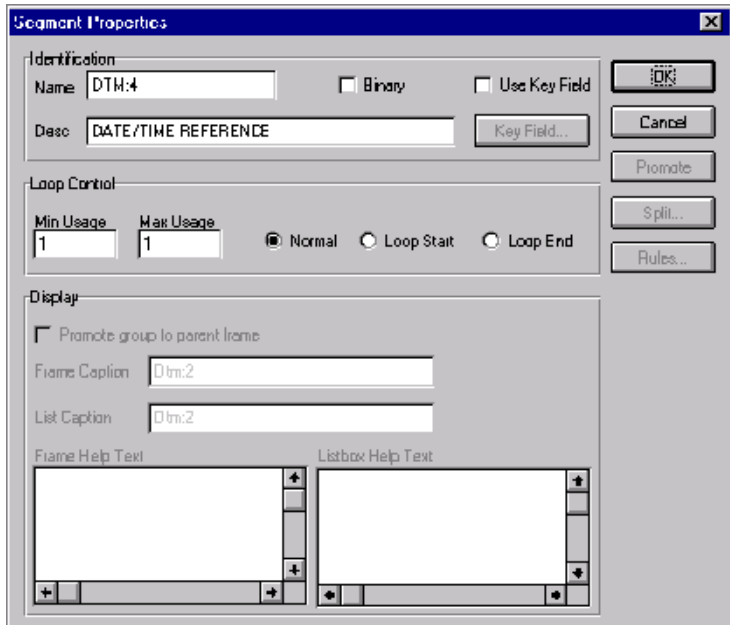 Segment Properties
Identification
Name DTM:4 Binary Use Key Field
Desc DATE/TIME REFERENCE Key Field...
OK
Cancel
Promote
Split...
Rules...
Loop Control
Min Usage Max Usage
1 1 Normal Loop Start Loop End
Display
Promote group to parent frame
Frame Caption Dtm:2
List Caption Dtm:2
Frame Help Text Listbox Help Text